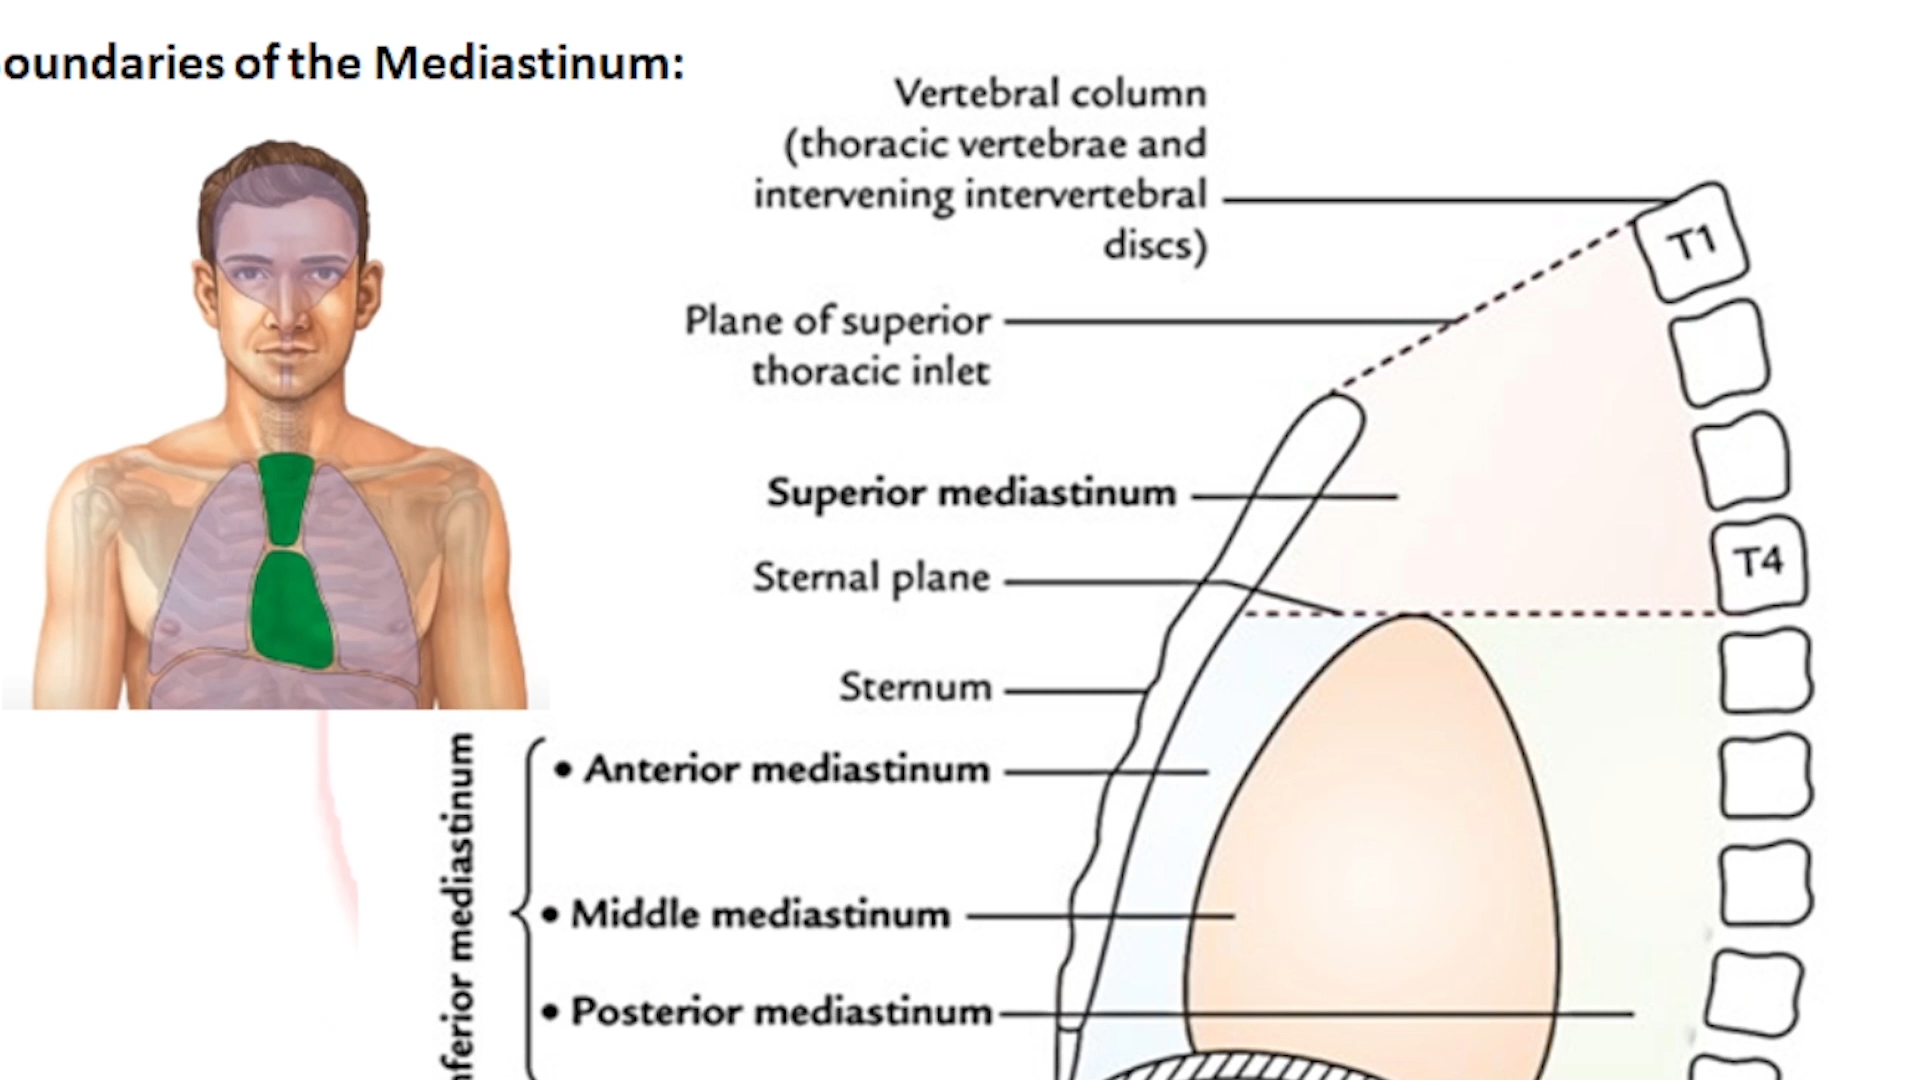 oundaries of the Mediastinum:
Vertebral column
(thoracic vertebrae and
intervening intervertebral
discs)
T1
Plane of superior
thoracic inlet
Superior mediastinum
T4
Sternal plane
Sternum
nferior mediastinum
• Anterior mediastinum
• Middle mediastinum
• Posterior mediastinum